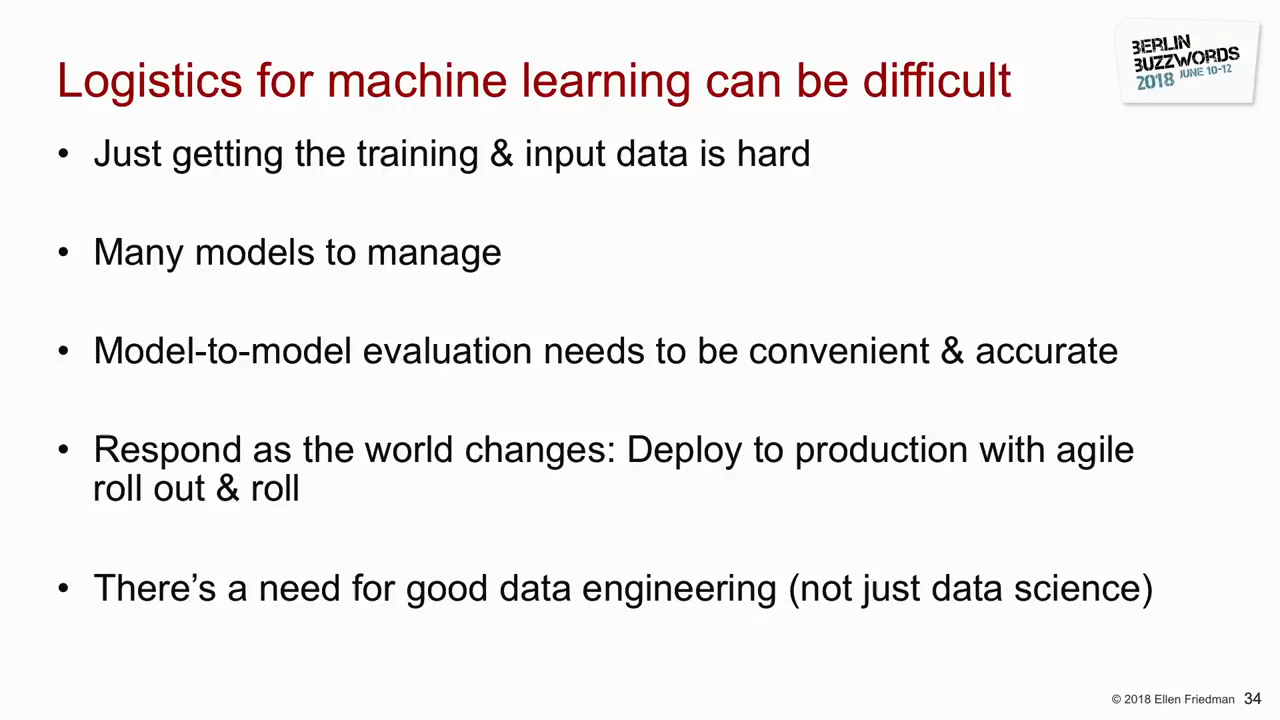 Logistics for machine learning can be difficult
BERLIN
BUZZWORDS
2018 JUNE 10-12
• Just getting the training & input data is hard
• Many models to manage
• Model-to-model evaluation needs to be convenient & accurate
• Respond as the world changes: Deploy to production with agile
roll out & roll
• There’s a need for good data engineering (not just data science)
© 2018 Ellen Friedman 34